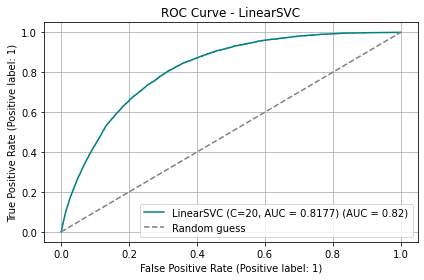 ROC Curve - LinearSVC
True Positive Rate (Positive label: 1)
1.0
0.8
0.6
0.4
0.2
0.0
LinearSVC (C=20, AUC = 0.8177) (AUC = 0.82)
Random guess
0.0 0.2 0.4 0.6 0.8 1.0
False Positive Rate (Positive label: 1)